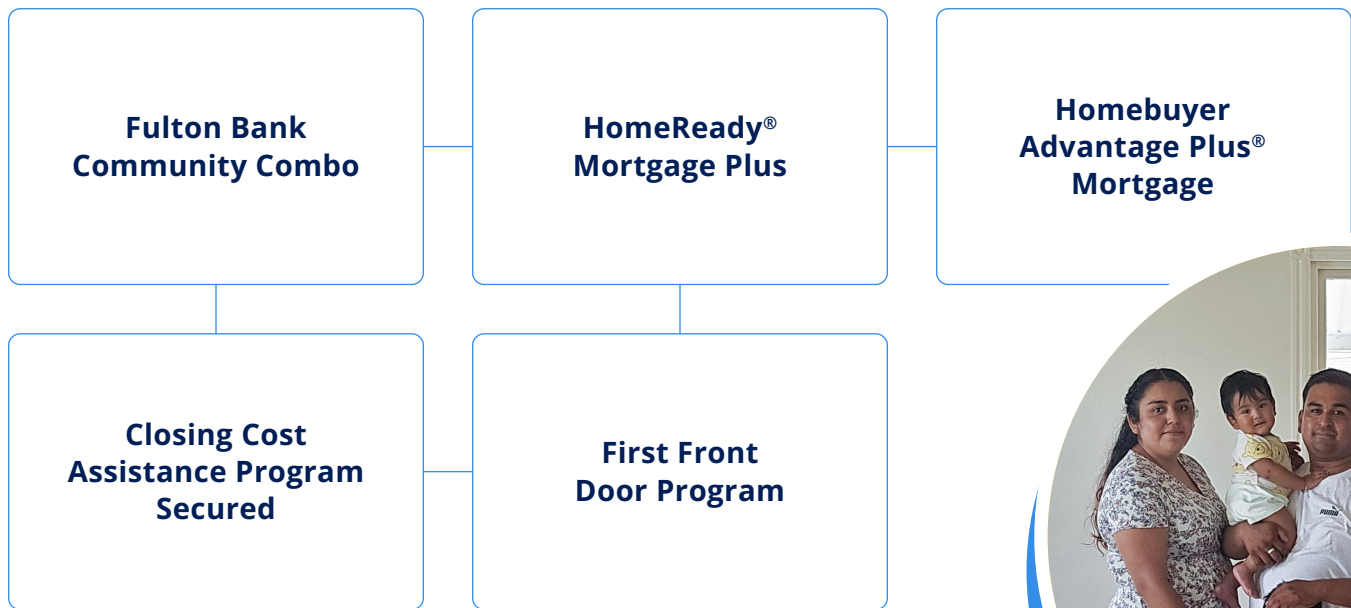 Fulton Bank
Community Combo
HomeReady®
Mortgage Plus
Homebuyer
Advantage Plus®
Mortgage
Closing Cost
Assistance Program
Secured
First Front
Door Program
PUMA